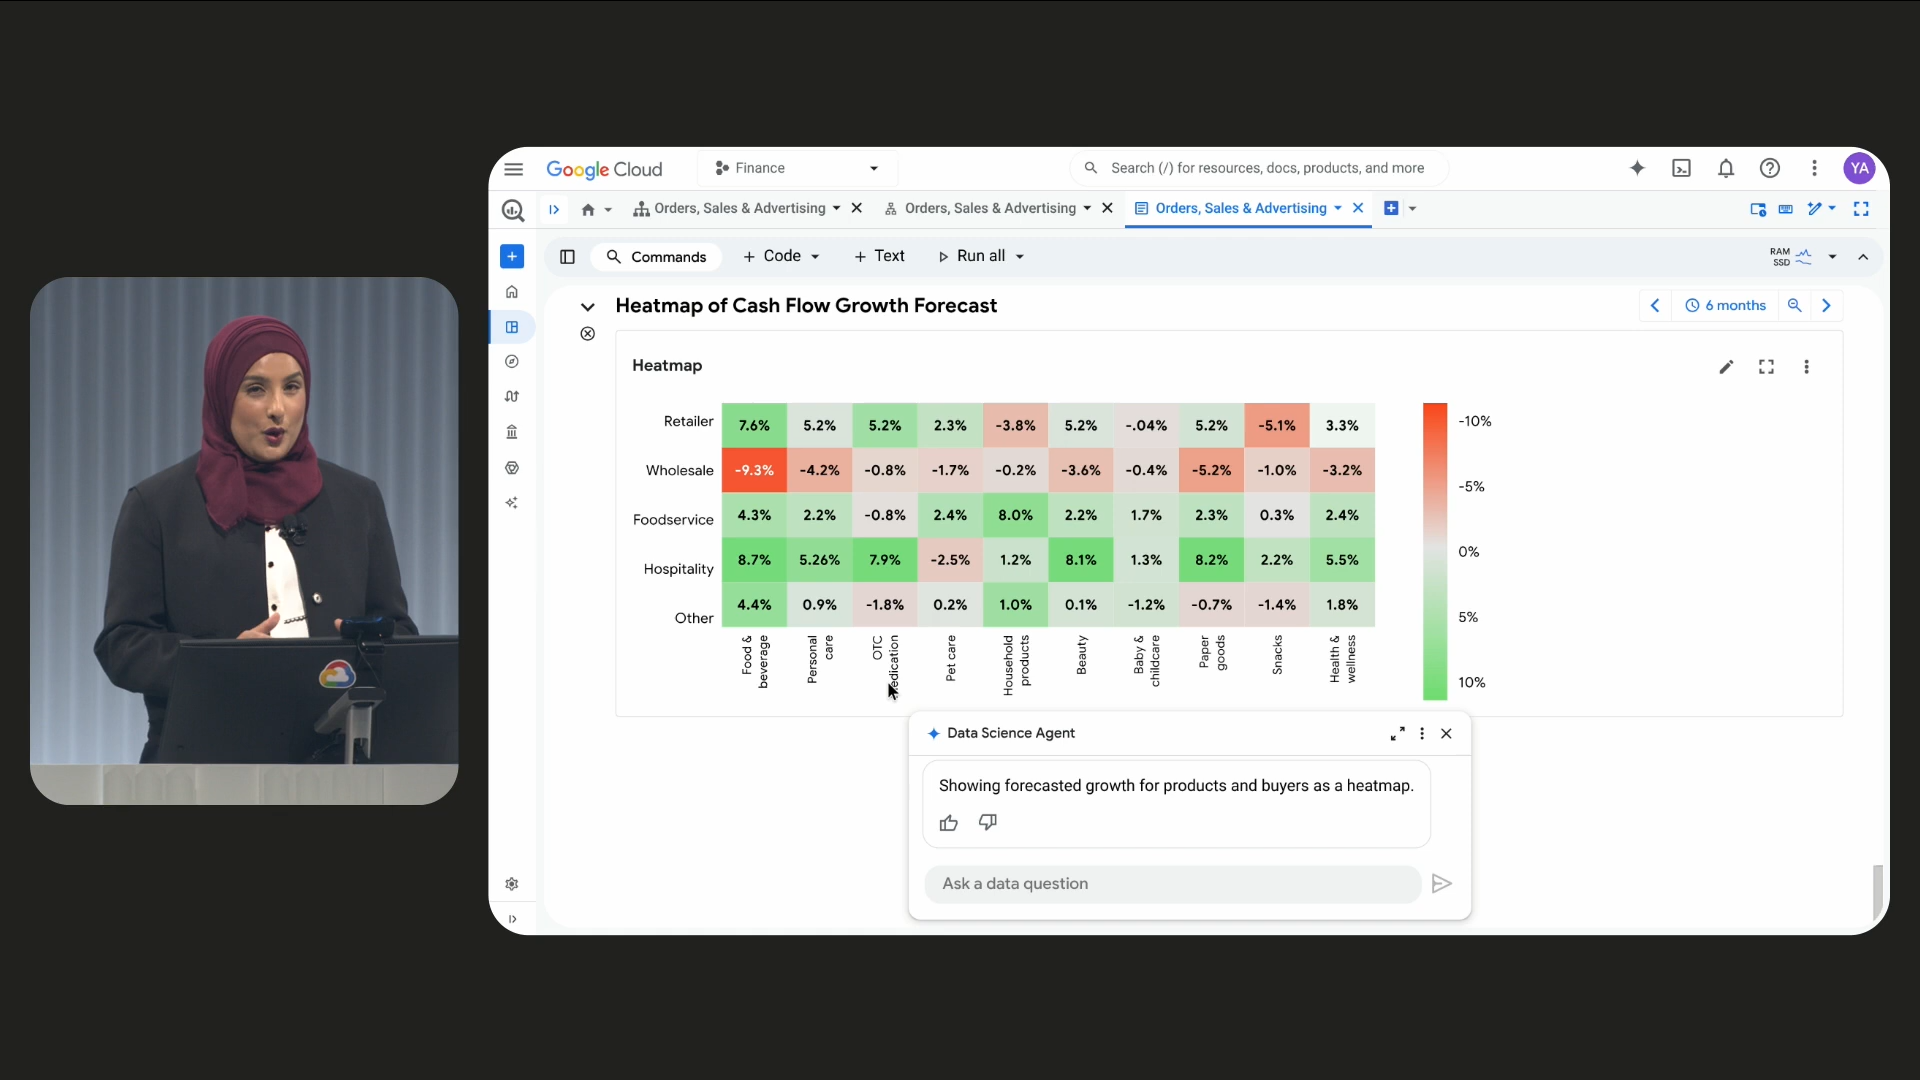 Google Cloud
Finance
Search (/) for resources, docs, products, and more
YA
Orders, Sales & Advertising
Orders, Sales & Advertising
Orders, Sales & Advertising
Commands
+ Code
+ Text
Run all
RAM
SSD
Heatmap of Cash Flow Growth Forecast
6 months
Heatmap
Retailer 7.6% 5.2% 5.2% 2.3% -3.8% 5.2% -.04% 5.2% -5.1% 3.3%
Wholesale -9.3% -4.2% -0.8% -1.7% -0.2% -3.6% -0.4% -5.2% -1.0% -3.2%
Foodservice 4.3% 2.2% -0.8% 2.4% 8.0% 2.2% 1.7% 2.3% 0.3% 2.4%
Hospitality 8.7% 5.26% 7.9% -2.5% 1.2% 8.1% 1.3% 8.2% 2.2% 5.5%
Other 4.4% 0.9% -1.8% 0.2% 1.0% 0.1% -1.2% -0.7% -1.4% 1.8%
Food &
beverage
Personal
care
OTC
edication
Pet care
Household
products
Beauty
Baby &
childcare
Paper
goods
Snacks
Health &
wellness
-10%
-5%
0%
5%
10%
Data Science Agent
Showing forecasted growth for products and buyers as a heatmap.
Ask a data question